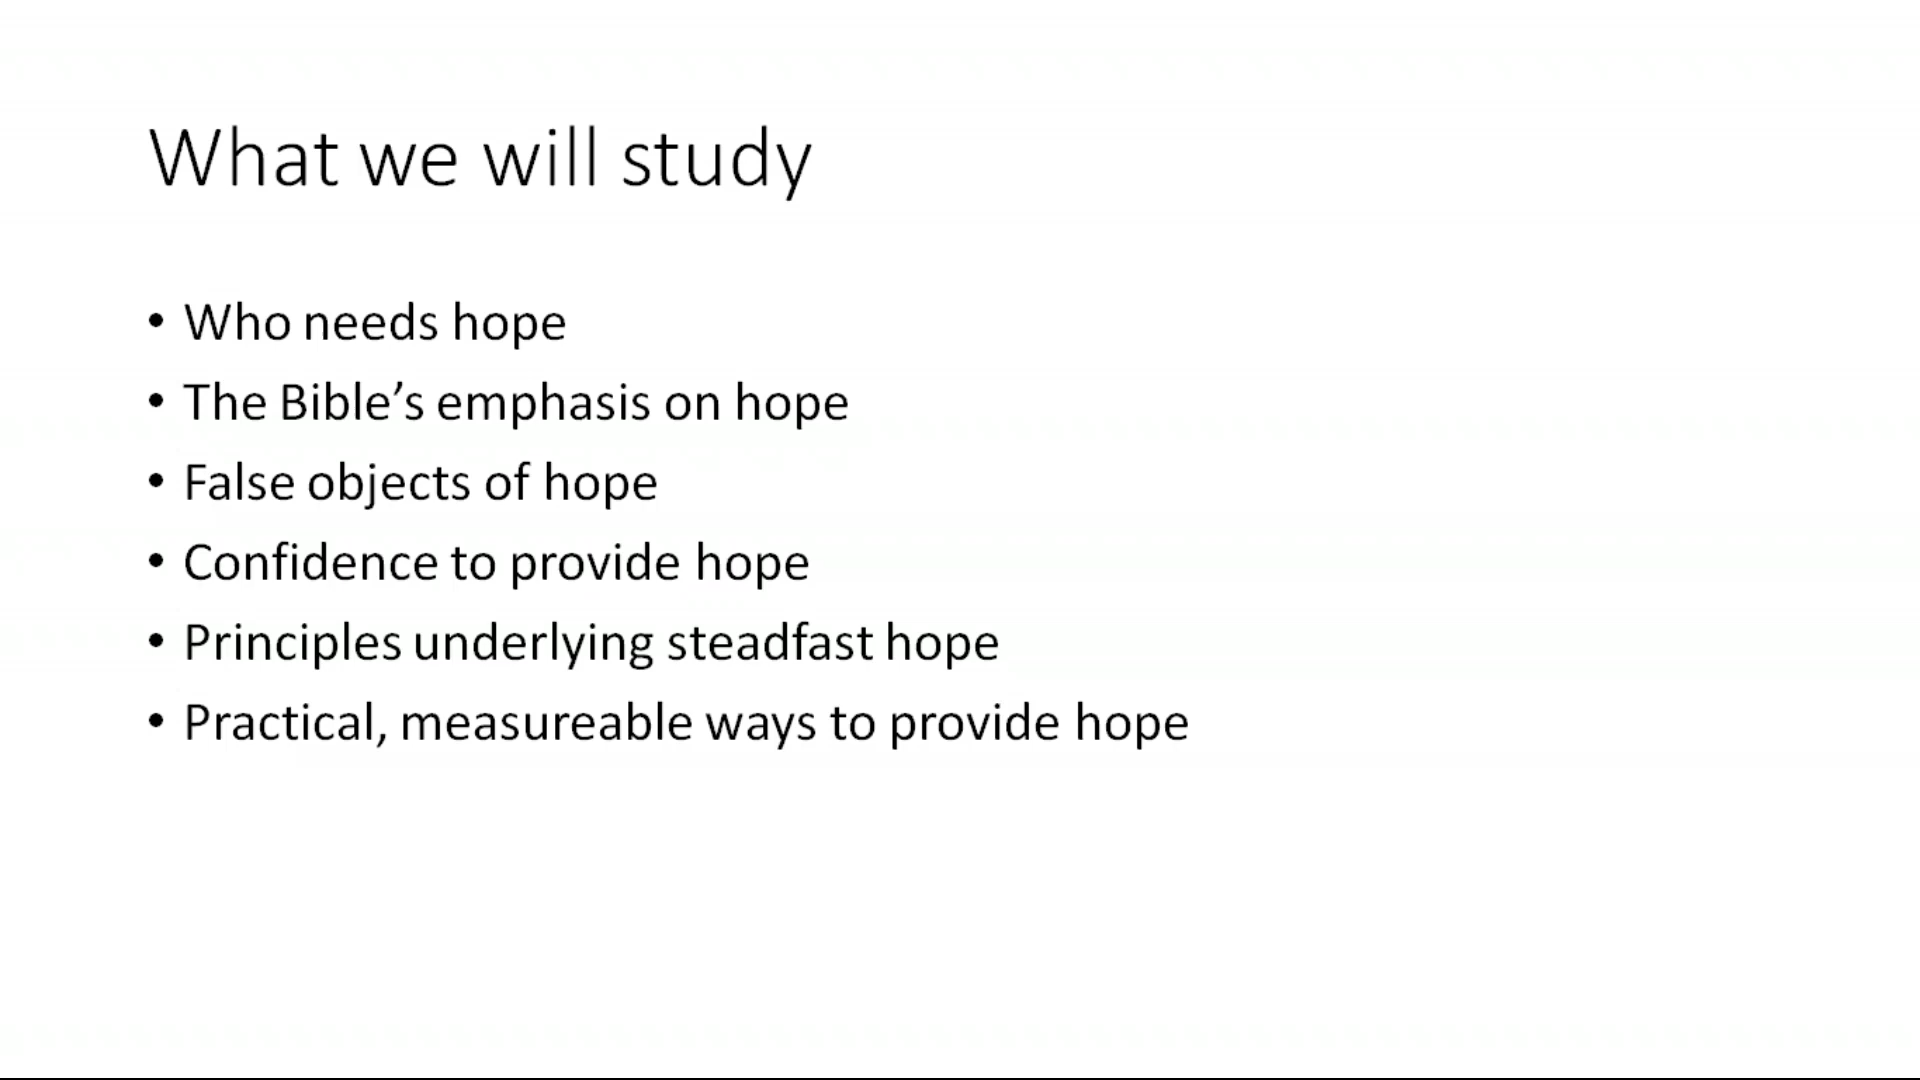 What we will study
• Who needs hope
• The Bible’s emphasis on hope
• False objects of hope
• Confidence to provide hope
• Principles underlying steadfast hope
• Practical, measureable ways to provide hope